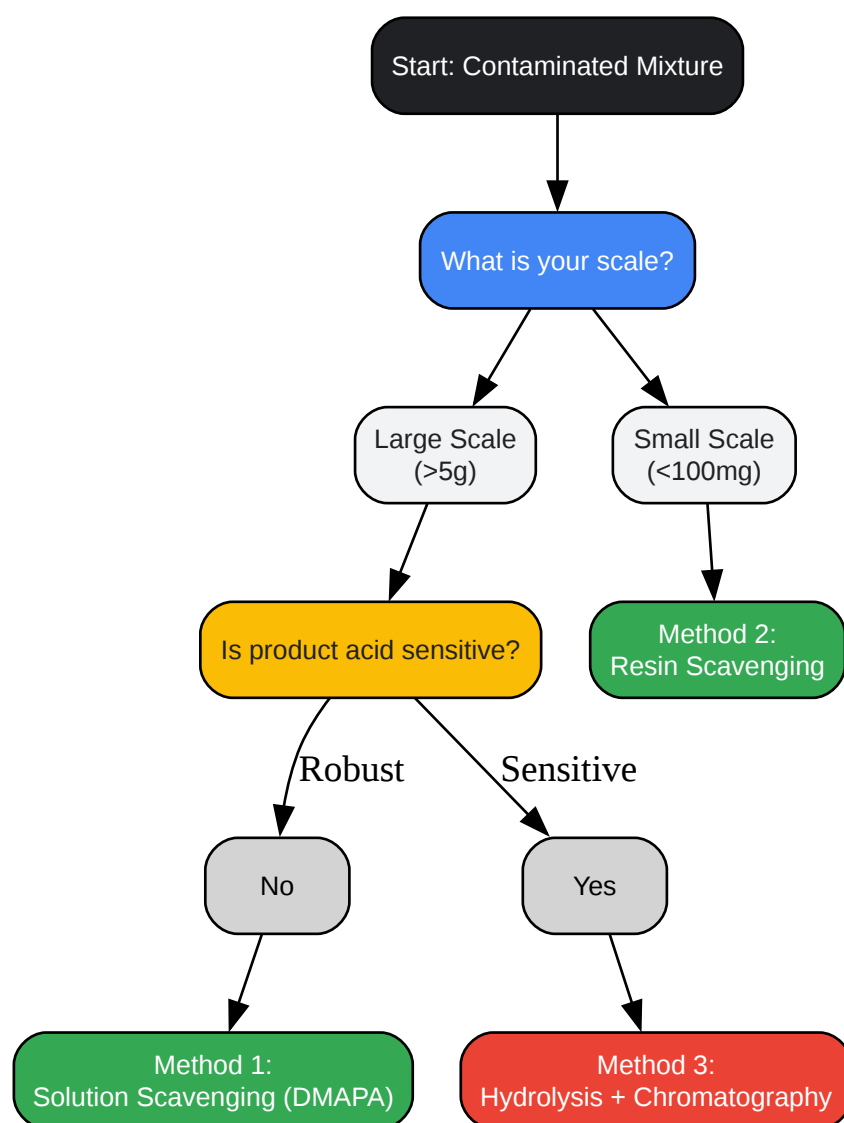 Start: Contaminated Mixture
What is your scale?
Large Scale
(>5g)
Small Scale
(<100mg)
Is product acid sensitive?
Method 2:
Resin Scavenging
Robust
Sensitive
No
Yes
Method 1:
Solution Scavenging (DMAPA)
Method 3:
Hydrolysis + Chromatography